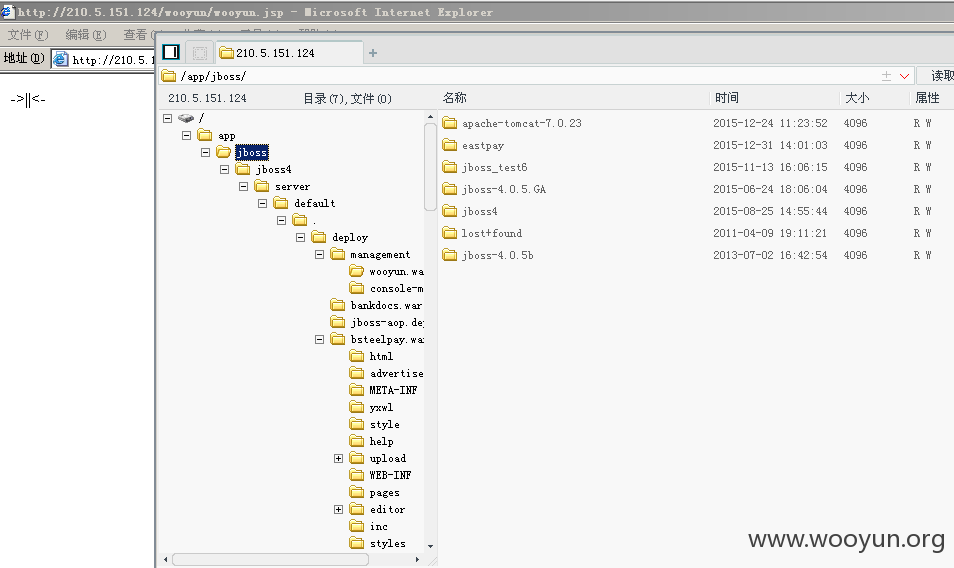 http://210.5.151.124/wooyun/wooyun.jsp - Microsoft Internet Explorer
文件(F) 编辑(E) 查看
地址(D) http://210.5.
->||<-
210.5.151.124 +
/app/jboss/ 读取
210.5.151.124 目录(7),文件(0) 名称 时间 大小 属性
/
app
jboss
jboss4
server
default
.
deploy
management
wooyun.wa
console-m
bankdocs.war
jboss-aop.de
bsteelpay.wa
html
advertise
META-INF
yxwl
style
help
upload
WEB-INF
pages
editor
inc
styles
apache-tomcat-7.0.23 2015-12-24 11:23:52 4096 R W
eastpay 2015-12-31 14:01:03 4096 R W
jboss_test6 2015-11-13 16:06:15 4096 R W
jboss-4.0.5.GA 2015-06-24 18:06:04 4096 R W
jboss4 2015-08-25 14:55:44 4096 R W
lost+found 2011-04-09 19:11:21 4096 R W
jboss-4.0.5b 2013-07-02 16:42:54 4096 R W
www.wooyun.org